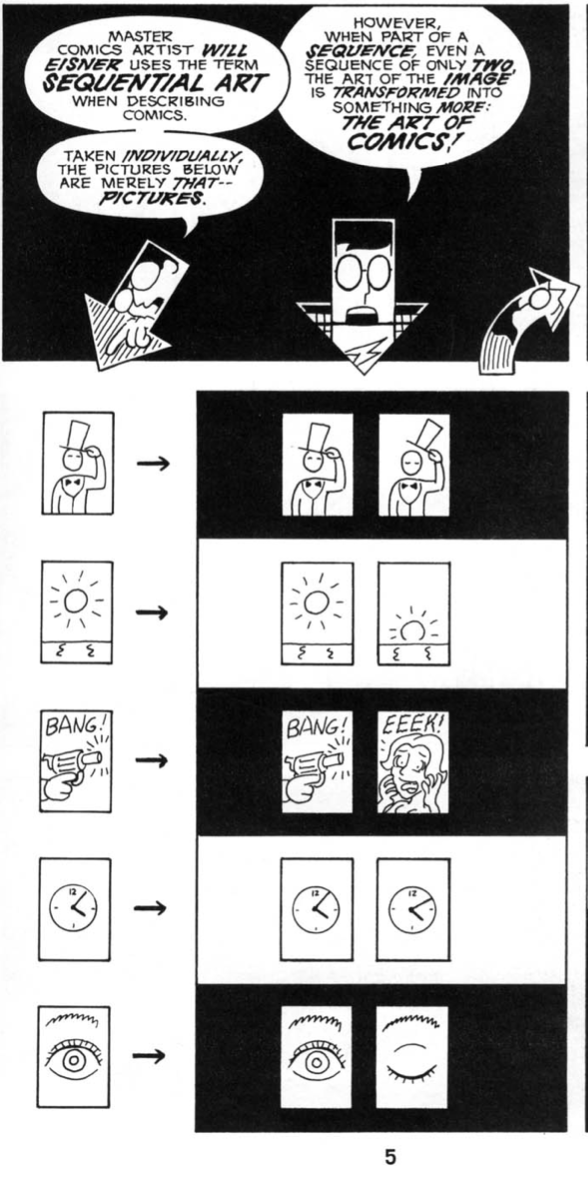 MASTER
COMICS ARTIST WILL
EISNER USES THE TERM
SEQUENTIAL ART
WHEN DESCRIBING
COMICS.
TAKEN INDIVIDUALLY,
THE PICTURES BELOW
ARE MERELY THAT--
PICTURES.
HOWEVER,
WHEN PART OF A
SEQUENCE, EVEN A
SEQUENCE OF ONLY TWO,
THE ART OF THE IMAGE
IS TRANSFORMED INTO
SOMETHING MORE:
THE ART OF
COMICS!
BANG!
BANG!
EEEK!
12
12
12
5